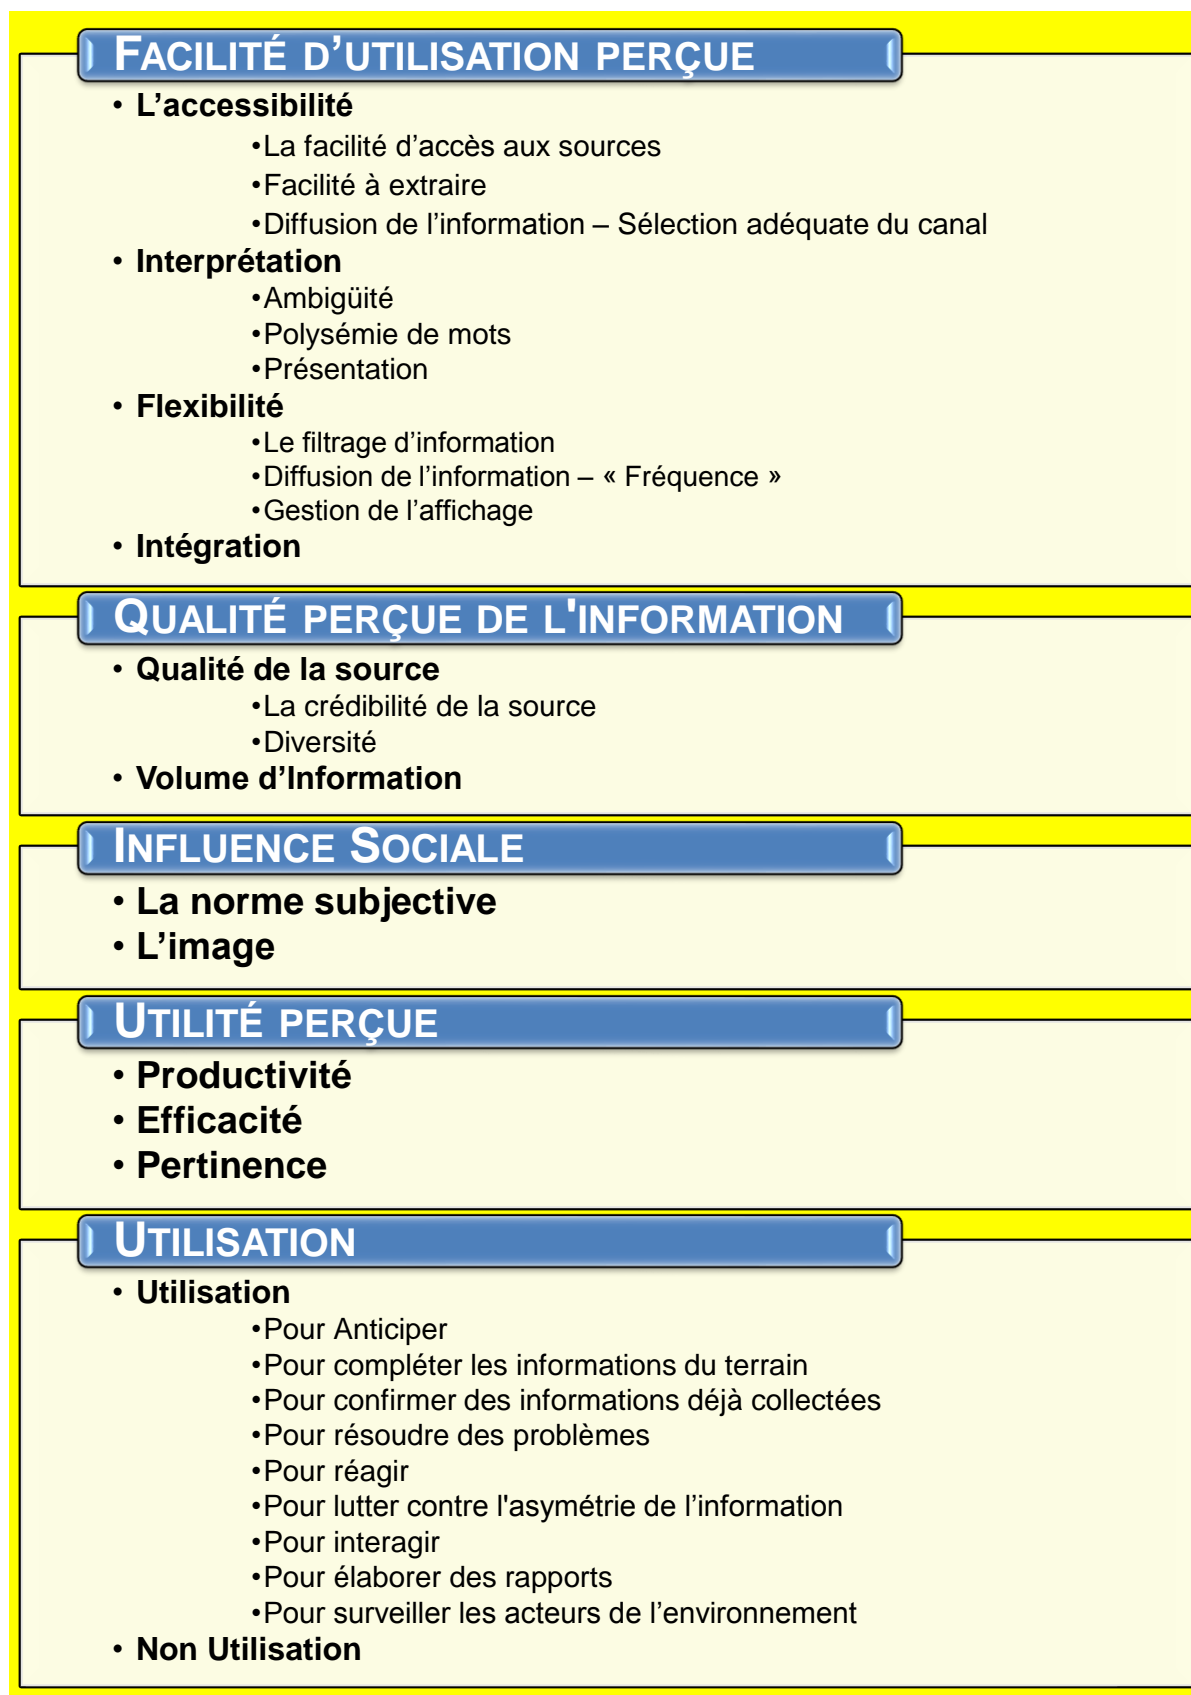 FACILITÉ D’UTILISATION PERÇUE
• L’accessibilité
•La facilité d’accès aux sources
•Facilité à extraire
•Diffusion de l’information – Sélection adéquate du canal
• Interprétation
•Ambigüité
•Polysémie de mots
•Présentation
• Flexibilité
•Le filtrage d’information
•Diffusion de l’information – « Fréquence »
•Gestion de l’affichage
• Intégration
QUALITÉ PERÇUE DE L'INFORMATION
• Qualité de la source
•La crédibilité de la source
•Diversité
• Volume d’Information
INFLUENCE SOCIALE
• La norme subjective
• L’image
UTILITÉ PERÇUE
• Productivité
• Efficacité
• Pertinence
UTILISATION
• Utilisation
•Pour Anticiper
•Pour compléter les informations du terrain
•Pour confirmer des informations déjà collectées
•Pour résoudre des problèmes
•Pour réagir
•Pour lutter contre l'asymétrie de l’information
•Pour interagir
•Pour élaborer des rapports
•Pour surveiller les acteurs de l’environnement
• Non Utilisation